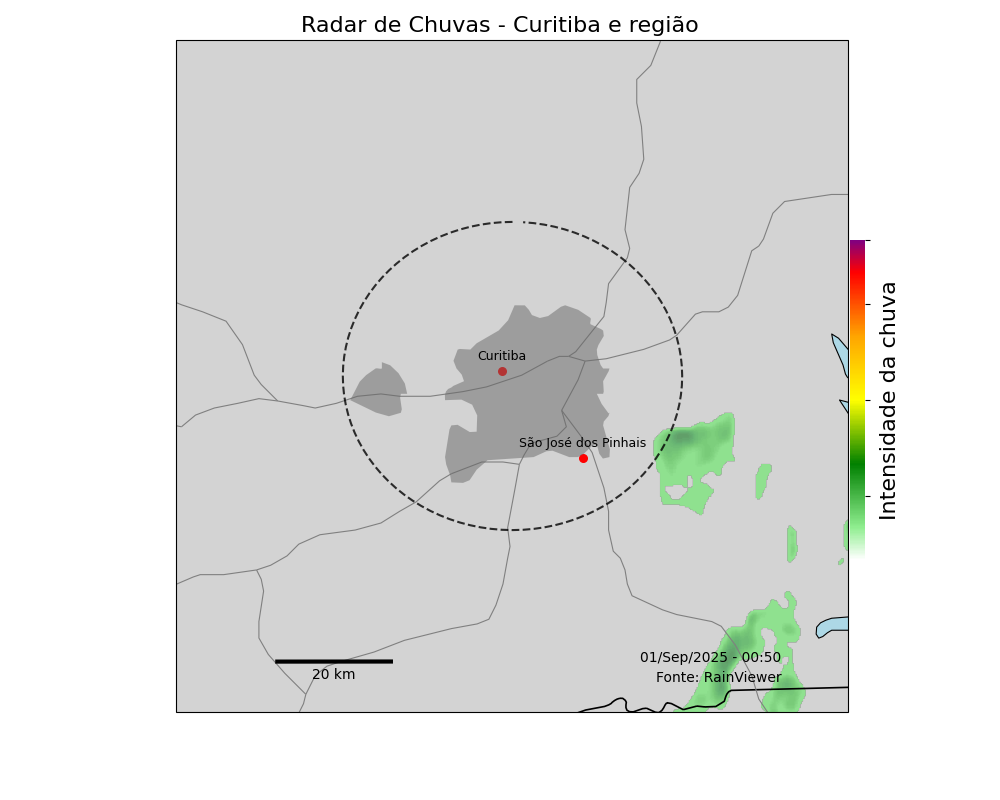 Radar de Chuvas - Curitiba e região
Curitiba
São José dos Pinhais
Intensidade da chuva
01/Sep/2025 - 00:50
20 km
Fonte: RainViewer